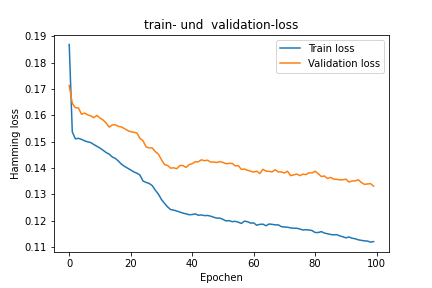 train- und  validation-loss
Train loss
Validation loss
Hamming loss
0.19
0.18
0.17
0.16
0.15
0.14
0.13
0.12
0.11
0 20 40 60 80 100
Epochen